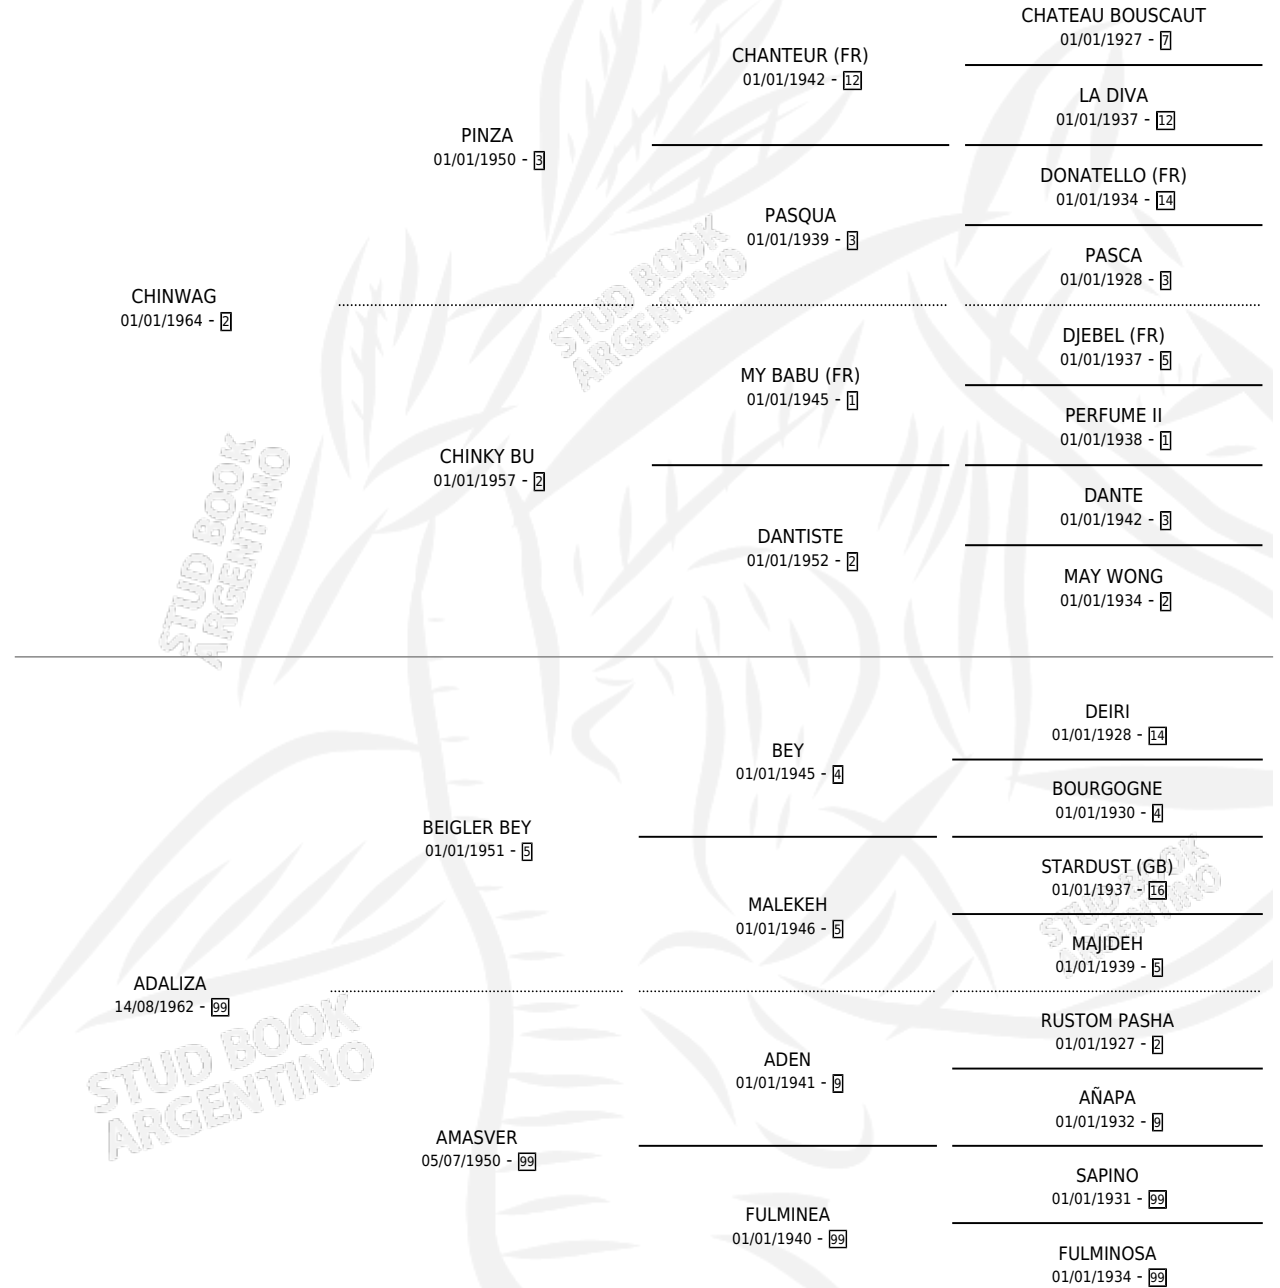 CHATEAU BOUSCAUT
01/01/1927 - 7
CHANTEUR (FR)
01/01/1942 - 12
LA DIVA
01/01/1937 - 12
PINZA
01/01/1950 - 3
DONATELLO (FR)
01/01/1934 - 14
PASQUA
01/01/1939 - 3
PASCA
01/01/1928 - 3
CHINWAG
01/01/1964 - 2
DJEBEL (FR)
01/01/1937 - 5
MY BABU (FR)
01/01/1945 - 1
PERFUME II
01/01/1938 - 1
CHINKY BU
01/01/1957 - 2
DANTE
01/01/1942 - 3
DANTISTE
01/01/1952 - 2
MAY WONG
01/01/1934 - 2
DEIRI
01/01/1928 - 14
BEY
01/01/1945 - 4
BOURGOGNE
01/01/1930 - 4
BEIGLER BEY
01/01/1951 - 5
STARDUST (GB)
01/01/1937 - 16
MALEKEH
01/01/1946 - 5
MAJIDEH
01/01/1939 - 5
ADALIZA
14/08/1962 - 99
RUSTOM PASHA
01/01/1927 - 2
ADEN
01/01/1941 - 9
AÑAPA
01/01/1932 - 9
AMASVER
05/07/1950 - 99
SAPINO
01/01/1931 - 99
FULMINEA
01/01/1940 - 99
FULMINOSA
01/01/1934 - 99
STUD BOOK
ARGENTINO
STUD BOOK
ARGENTINO
STUD BOOK
ARGENTINO
STUD BOOK
ARGENTINO